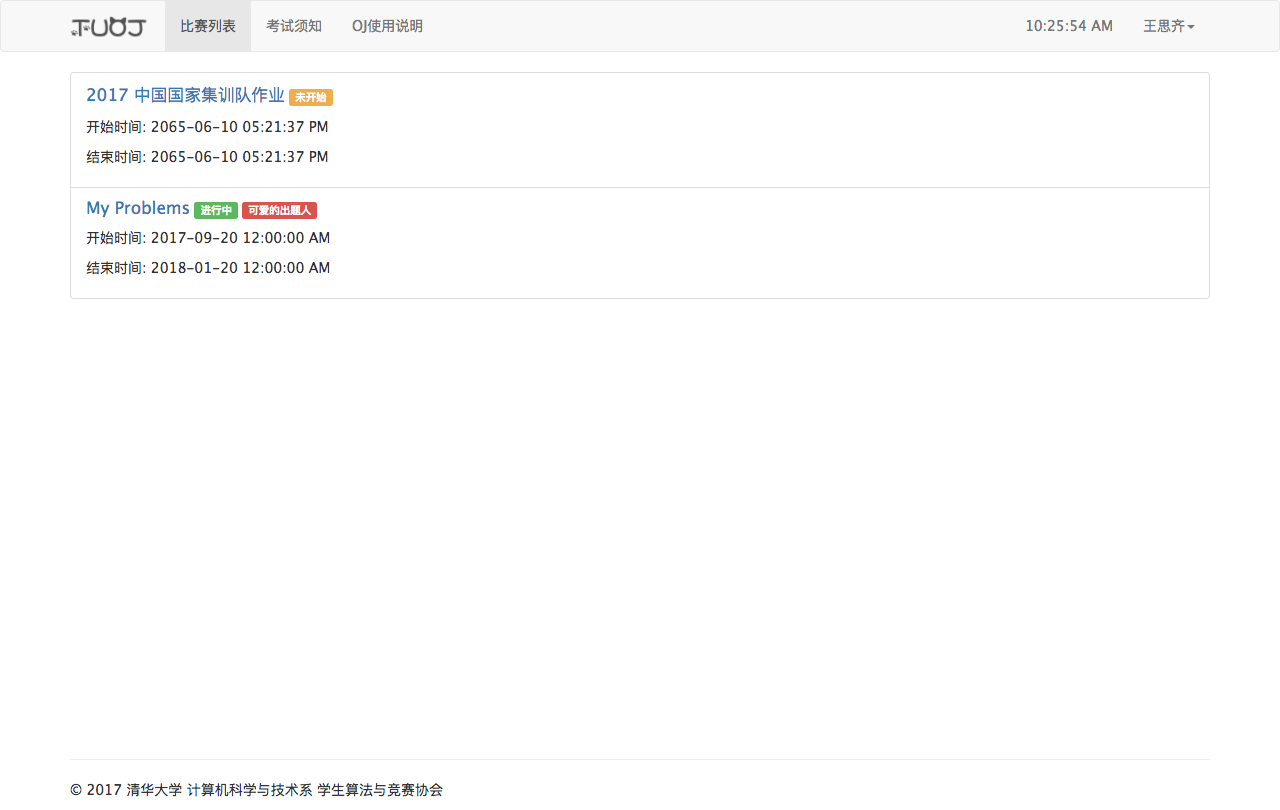 TUOJ 比赛列表 考试须知 OJ使用说明 10:25:54 AM 王思齐
2017 中国国家集训队作业 未开始
开始时间: 2065-06-10 05:21:37 PM
结束时间: 2065-06-10 05:21:37 PM
My Problems 进行中 可爱的出题人
开始时间: 2017-09-20 12:00:00 AM
结束时间: 2018-01-20 12:00:00 AM
© 2017 清华大学 计算机科学与技术系 学生算法与竞赛协会